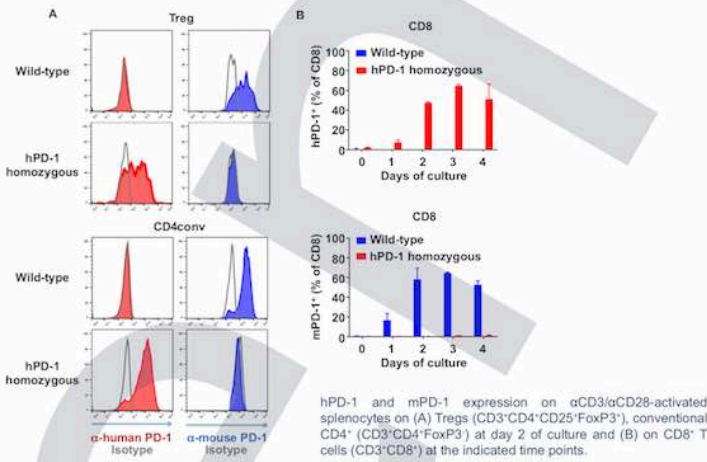 A
Treg
Wild-type
hPD-1
homozygous
CD4conv
Wild-type
hPD-1
homozygous
α-human PD-1
Isotype
α-mouse PD-1
Isotype
B
CD8
Wild-type
hPD-1 homozygous
hPD-1⁺ (% of CD8)
100
80
60
40
20
0
0 1 2 3 4
Days of culture
CD8
Wild-type
hPD-1 homozygous
mPD-1⁺ (% of CD8)
100
80
60
40
20
0
0 1 2 3 4
Days of culture
hPD-1 and mPD-1 expression on αCD3/αCD28-activated
splenocytes on (A) Tregs (CD3⁺CD4⁺CD25⁺FoxP3⁺), conventional
CD4⁺ (CD3⁺CD4⁺FoxP3⁻) at day 2 of culture and (B) on CD8⁺ T
cells (CD3⁺CD8⁺) at the indicated time points.